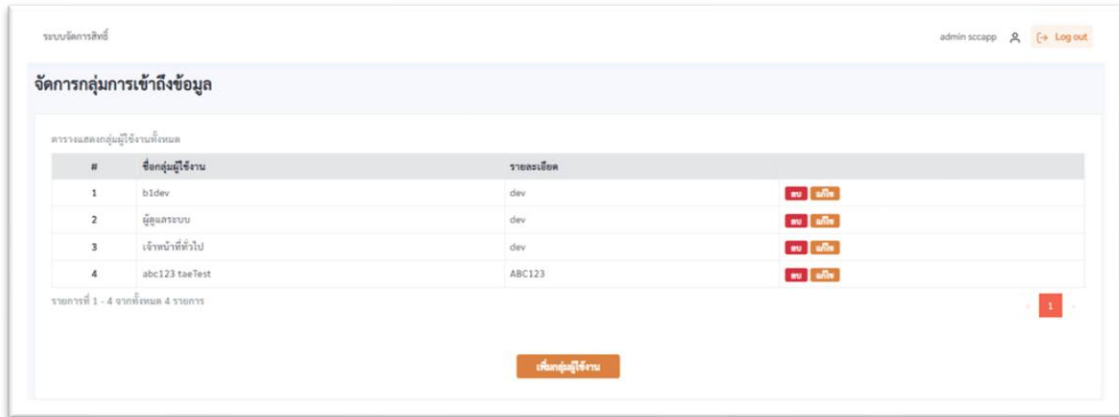 ระบบจัดการสิทธิ์
admin sccapp Log out
จัดการกลุ่มการเข้าถึงข้อมูล
ตารางแสดงกลุ่มผู้ใช้งานทั้งหมด
# ชื่อกลุ่มผู้ใช้งาน รายละเอียด
1 b1dev dev ลบ แก้ไข
2 ผู้ดูแลระบบ dev ลบ แก้ไข
3 เจ้าหน้าที่ทั่วไป dev ลบ แก้ไข
4 abc123 taeTest ABC123 ลบ แก้ไข
รายการที่ 1 - 4 จากทั้งหมด 4 รายการ
1
เพิ่มกลุ่มผู้ใช้งาน